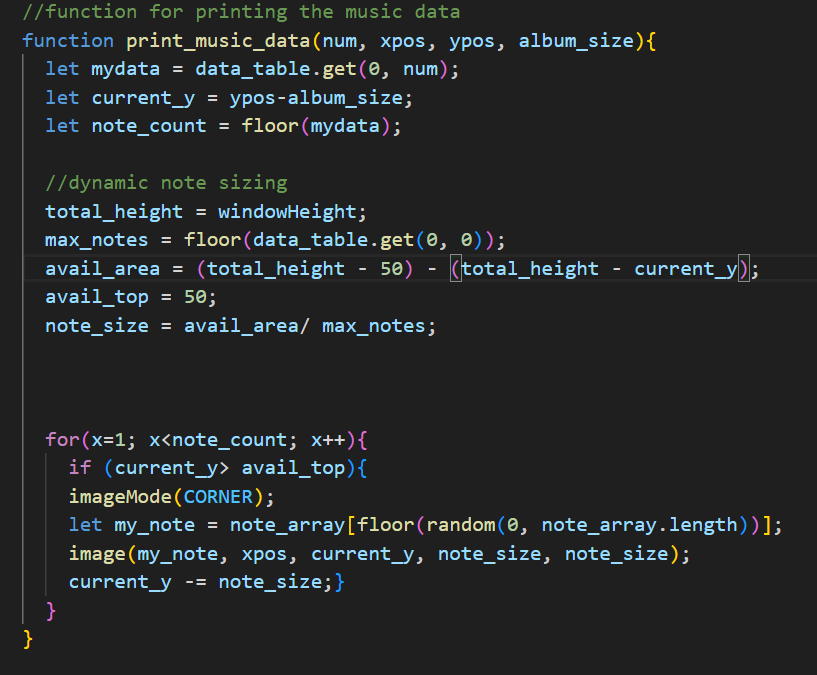 //function for printing the music data
function print_music_data(num, xpos, ypos, album_size){
let mydata = data_table.get(0, num);
let current_y = ypos-album_size;
let note_count = floor(mydata);
//dynamic note sizing
total_height = windowHeight;
max_notes = floor(data_table.get(0, 0));
avail_area = (total_height - 50) - (total_height - current_y);
avail_top = 50;
note_size = avail_area/ max_notes;
for(x=1; x<note_count; x++){
if (current_y> avail_top){
imageMode(CORNER);
let my_note = note_array[floor(random(0, note_array.length))];
image(my_note, xpos, current_y, note_size, note_size);
current_y -= note_size;}
}
}